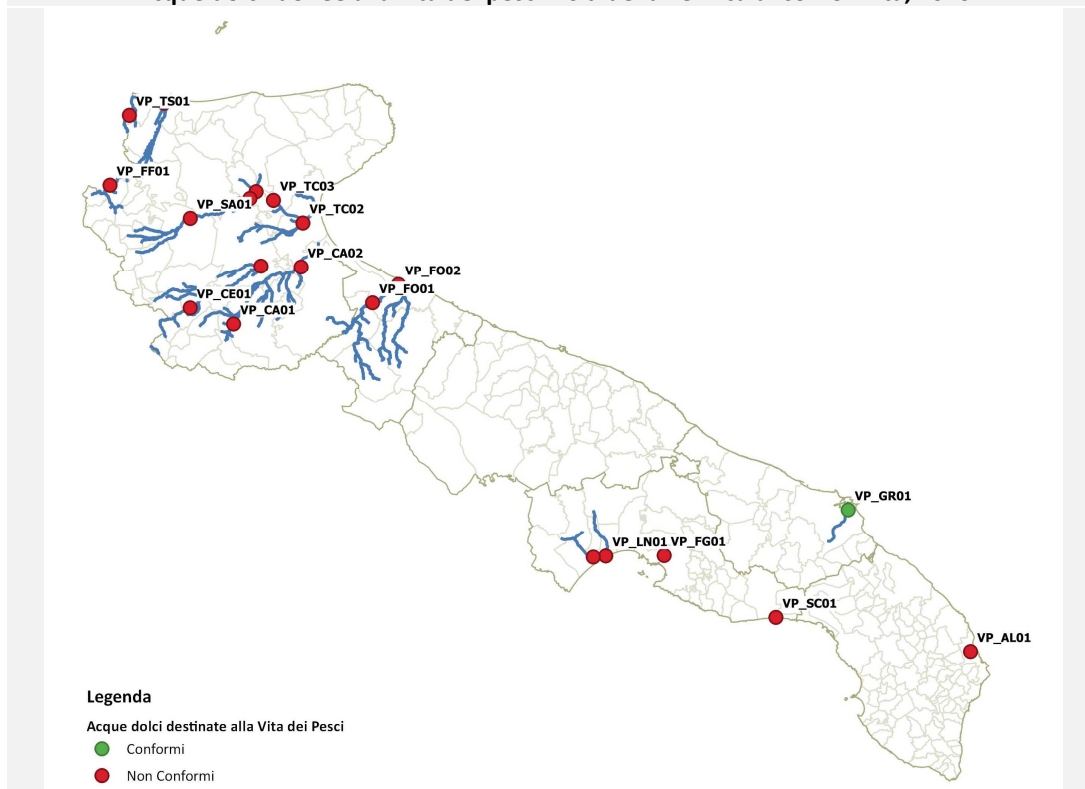 VP_TS01
VP_FF01
VP_TC03
VP_SA01
VP_TC02
VP_CA02
VP_FO02
VP_FO01
VP_CE01
VP_CA01
VP_GR01
VP_LN01
VP_FG01
VP_SC01
VP_AL01
Legenda
Acque dolci destinate alla Vita dei Pesci
Conformi
Non Conformi